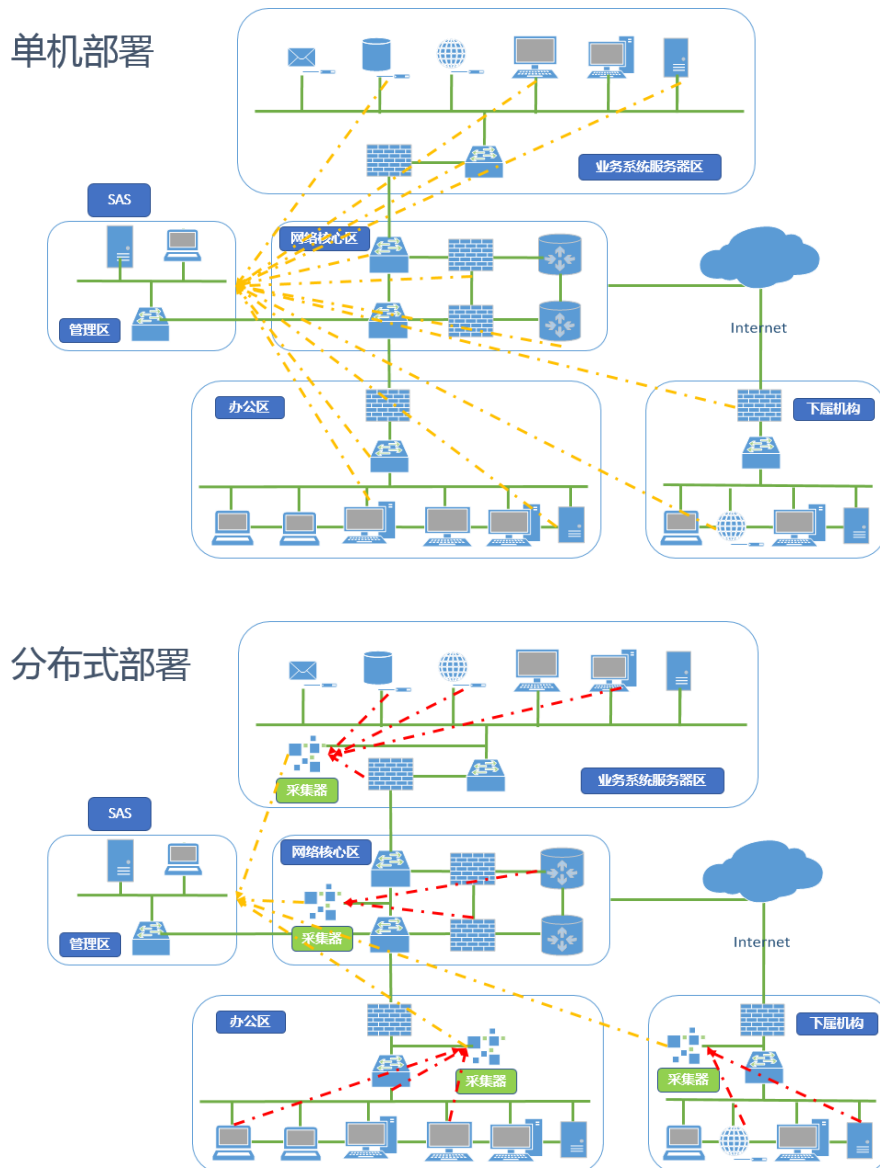 单机部署
业务系统服务器区
SAS
网络核心区
管理区
Internet
办公区
下属机构
分布式部署
采集器
业务系统服务器区
SAS
网络核心区
采集器
管理区
Internet
办公区
下属机构
采集器
采集器